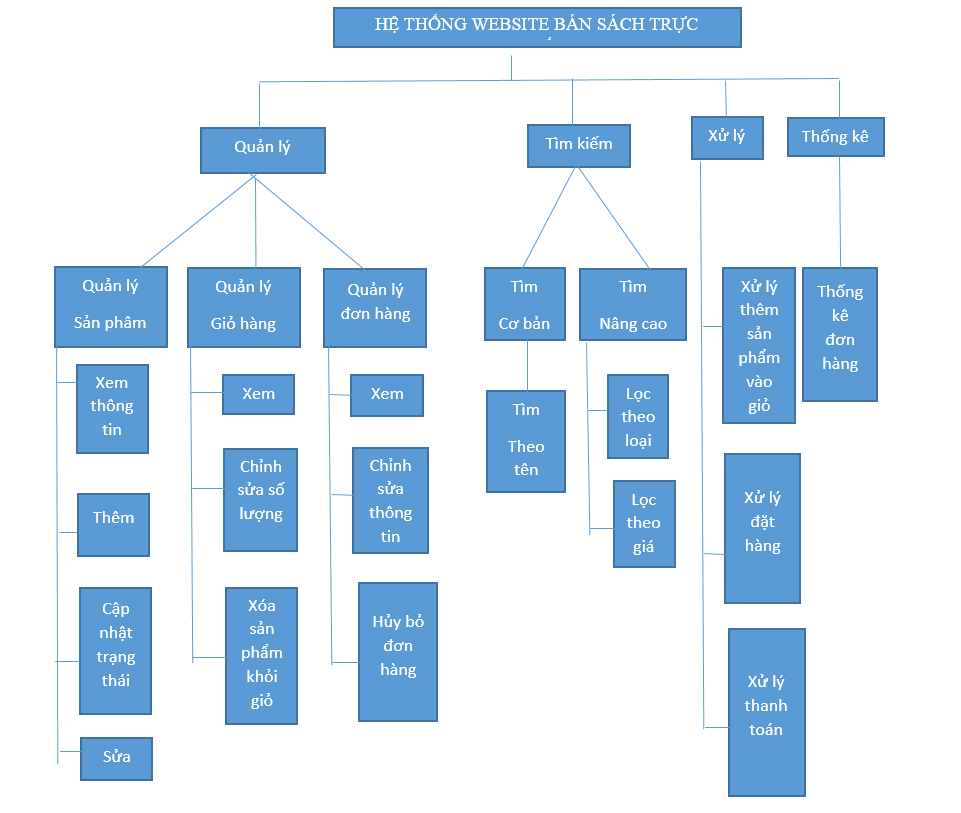 HỆ THỐNG WEBSITE BÁN SÁCH TRỰC
Quản lý
Tìm kiếm
Xử lý
Thống kê
Quản lý
Sản phâm
Quản lý
Giỏ hàng
Quản lý
đơn hàng
Tìm
Cơ bản
Tìm
Nâng cao
Xử lý
thêm
sản
phẩm
vào
giỏ
Thống
kê
đơn
hàng
Xem
thông
tin
Xem
Xem
Tìm
Theo
tên
Lọc
theo
loại
Chỉnh
sửa số
lượng
Chỉnh
sửa
thông
tin
Lọc
theo
giá
Xử lý
đặt
hàng
Thêm
Cập
nhật
trạng
thái
Xóa
sản
phẩm
khỏi
giỏ
Hủy bỏ
đơn
hàng
Xử lý
thanh
toán
Sửa